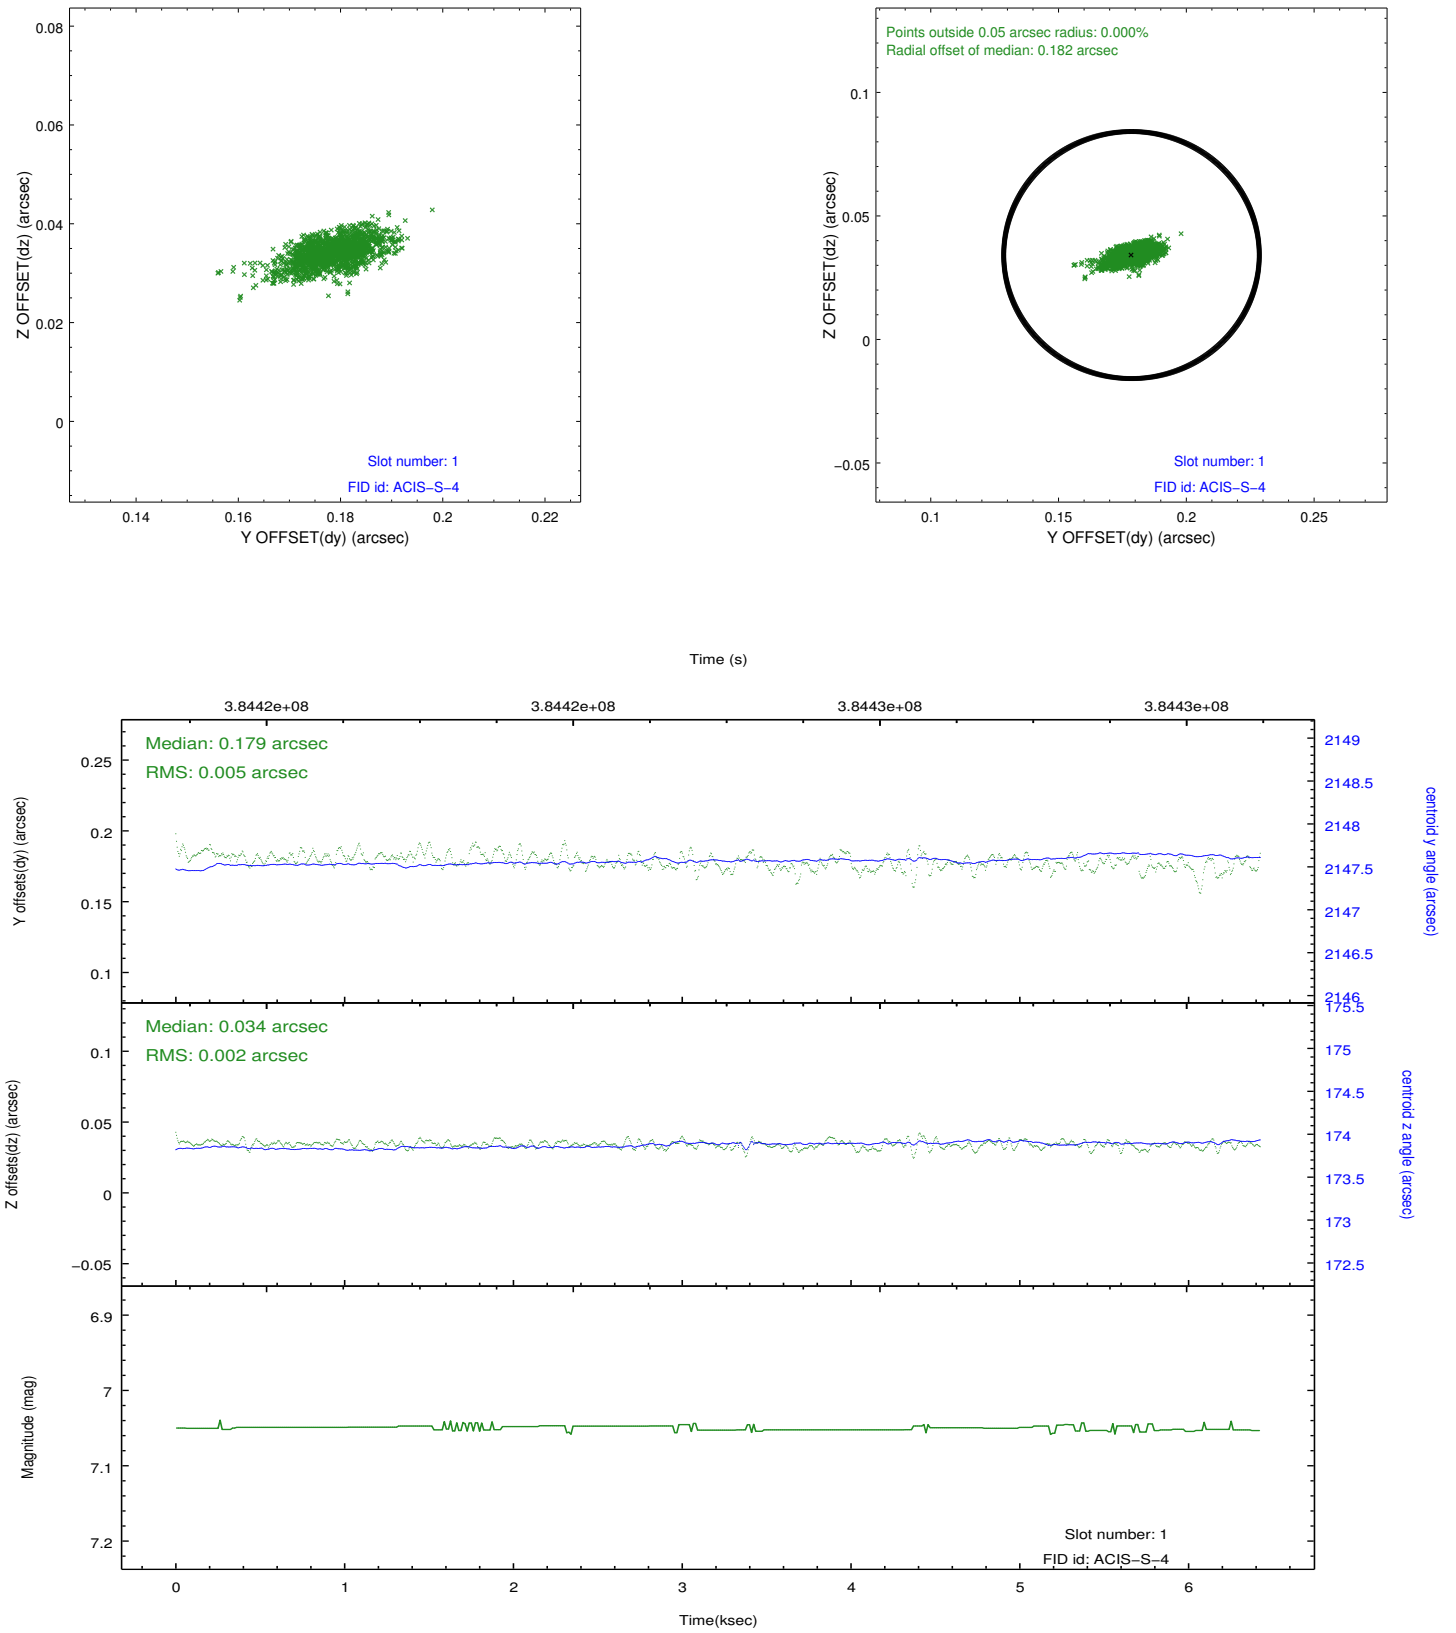 0.08
0.06
0.04
0.02
0
Z OFFSET(dz) (arcsec)
Slot number: 1
FID id: ACIS−S−4
0.14 0.16 0.18 0.2 0.22
Y OFFSET(dy) (arcsec)
Points outside 0.05 arcsec radius: 0.000%
Radial offset of median: 0.182 arcsec
0.1
0.05
0
−0.05
Z OFFSET(dz) (arcsec)
Slot number: 1
FID id: ACIS−S−4
0.1 0.15 0.2 0.25
Y OFFSET(dy) (arcsec)
Time (s)
3.8442e+08 3.8442e+08 3.8443e+08 3.8443e+08
Median: 0.179 arcsec
RMS: 0.005 arcsec
0.25
0.2
0.15
0.1
Y offsets(dy) (arcsec)
2149
2148.5
2148
2147.5
2147
2146.5
2146
centroid y angle (arcsec)
Median: 0.034 arcsec
RMS: 0.002 arcsec
0.1
0.05
0
−0.05
Z offsets(dz) (arcsec)
175.5
175
174.5
174
173.5
173
172.5
centroid z angle (arcsec)
6.9
7
7.1
7.2
Magnitude (mag)
Slot number: 1
FID id: ACIS−S−4
0 1 2 3 4 5 6
Time(ksec)